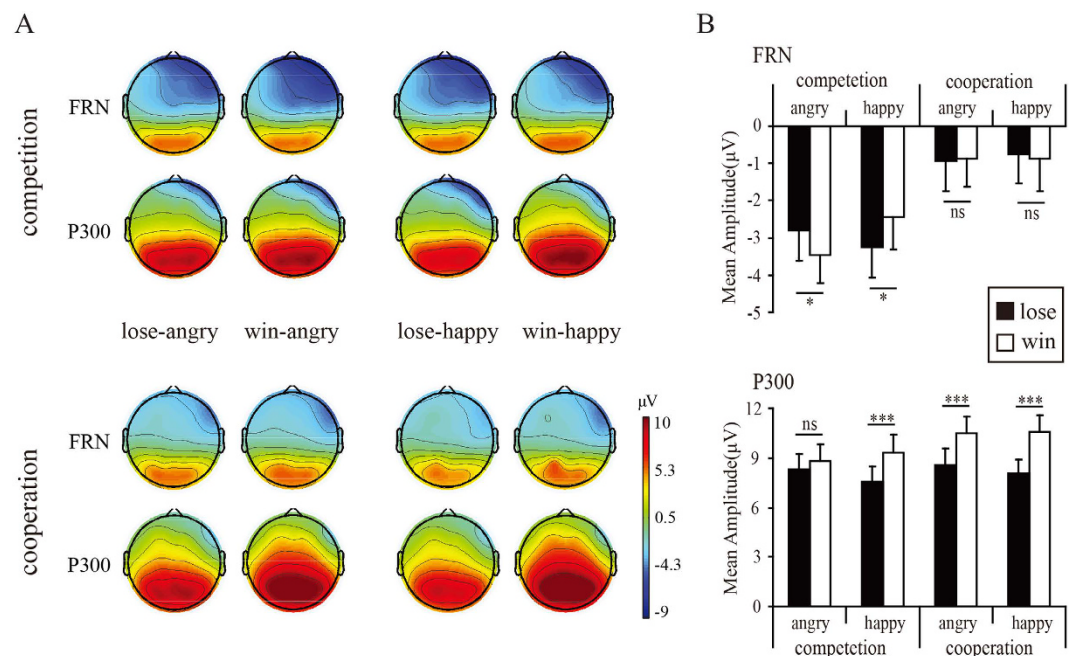 A
FRN
P300
competition
lose-angry win-angry lose-happy win-happy
FRN
P300
cooperation
μV
10
5.3
0.5
-4.3
-9
B
FRN
competetion cooperation
angry happy angry happy
0
-1
-2
-3
-4
-5
Mean Amplitude(μV)
* * ns ns
lose
win
P300
12
9
6
3
0
Mean Amplitude(μV)
ns *** *** ***
angry happy angry happy
competetion cooperation